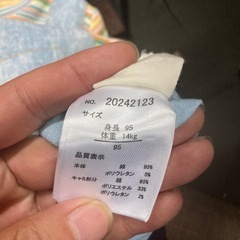 NO. 20242123
サイズ
身長 95
体重 14kg
95
品質表示
本体 綿 95%
ポリウレタン 5%
キャミ部分 綿 65%
ポリエステル 33%
ポリウレタン 2%